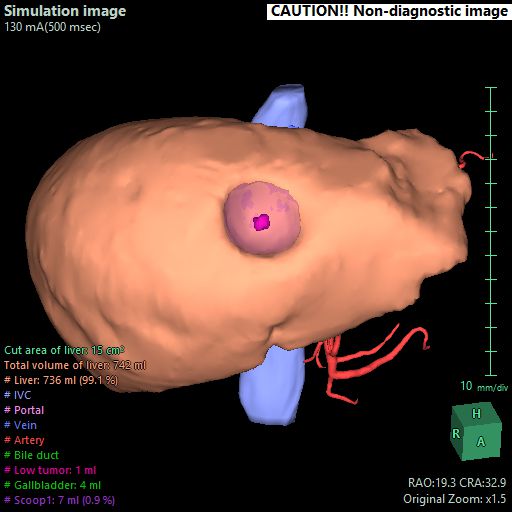 Simulation image
CAUTION!! Non-diagnostic image
130 mA(500 msec)
Cut area of liver: 15 cm²
Total volume of liver: 742 ml
# Liver: 736 ml (99.1 %)
# IVC
# Portal
# Vein
# Artery
# Bile duct
# Low tumor: 1 ml
# Gallbladder: 4 ml
# Scoop1: 7 ml (0.9 %)
10 mm/div
H
R
A
RAO:19.3 CRA:32.9
Original Zoom: x1.5